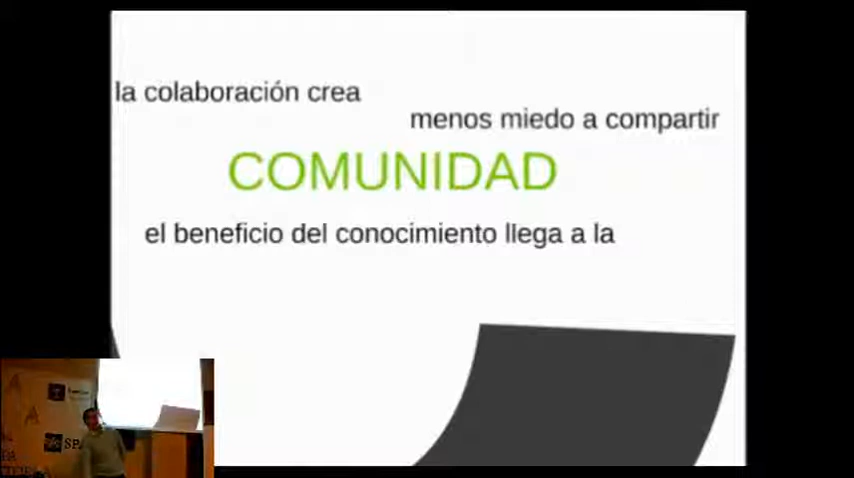 la colaboración crea
menos miedo a compartir
COMUNIDAD
el beneficio del conocimiento llega a la